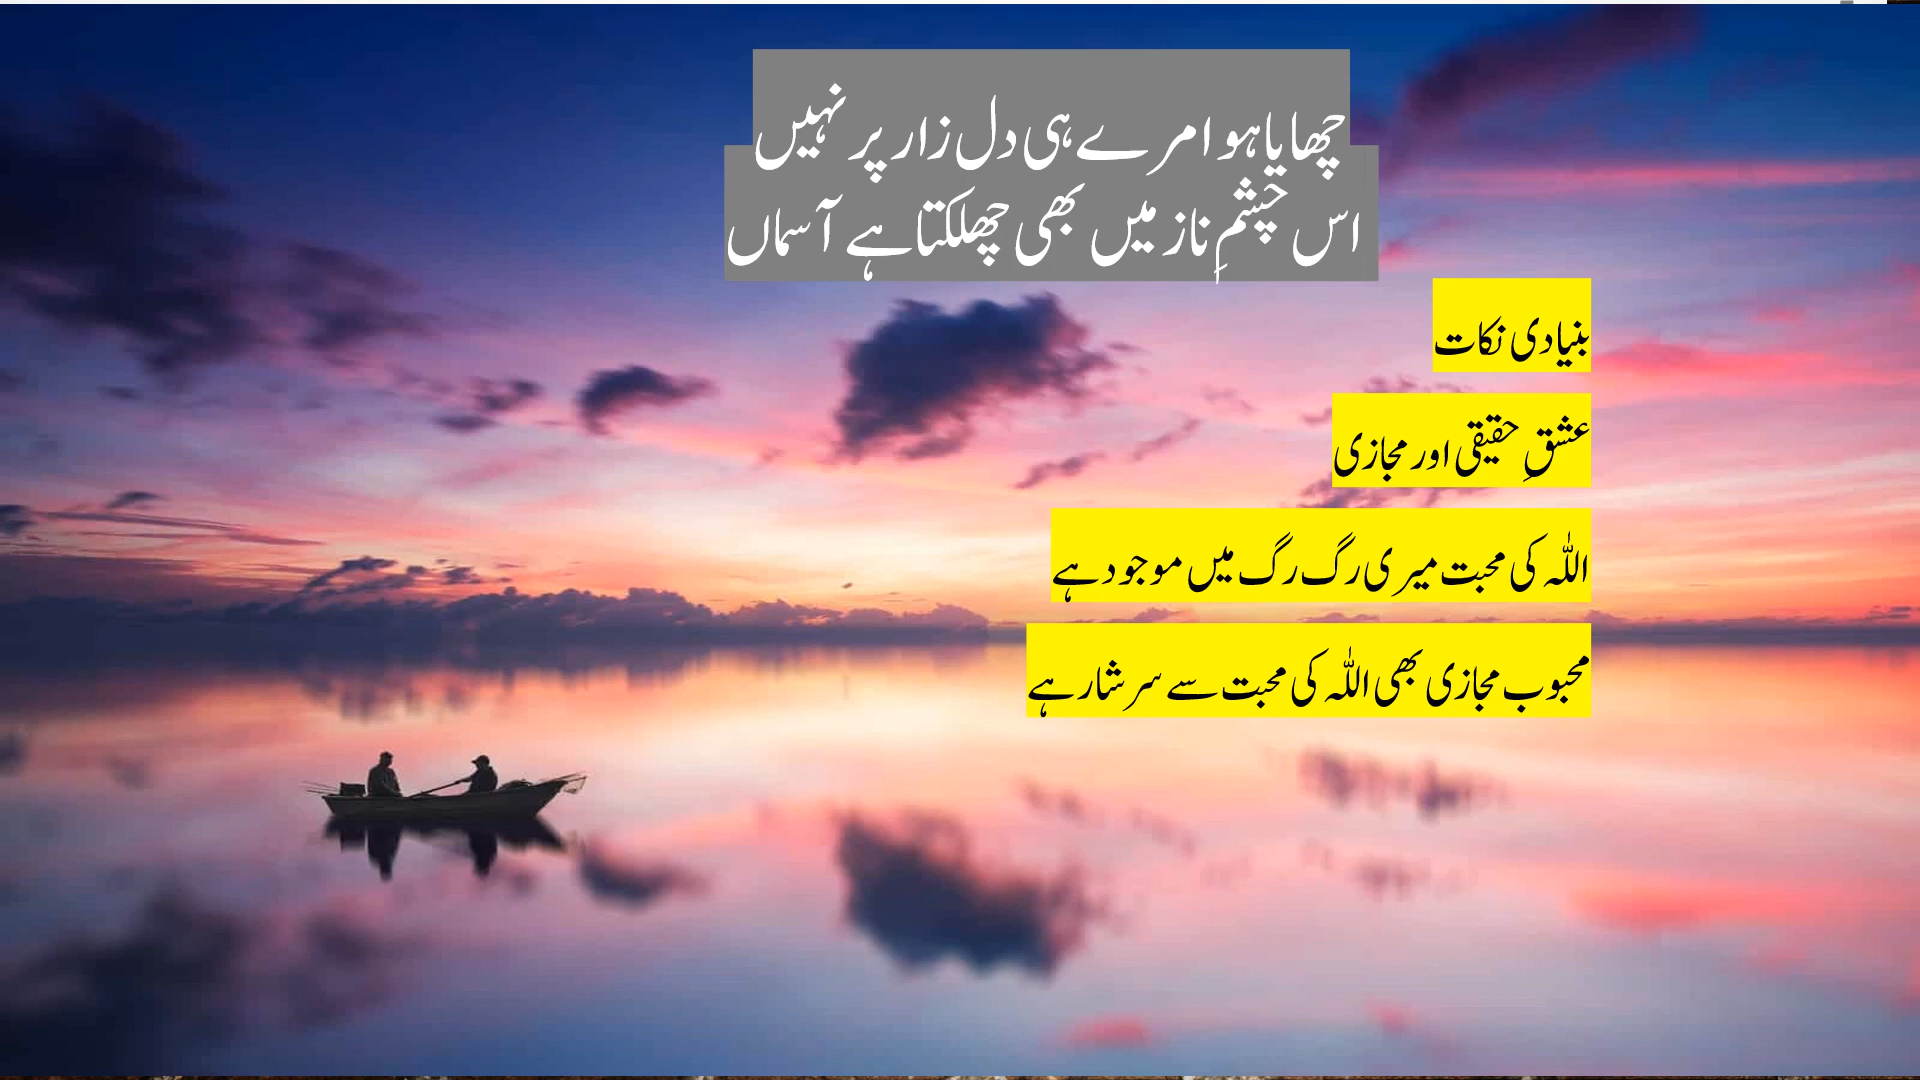 چھایا ہوا مرے ہی دل زار پر نہیں
اس چشمِ ناز میں بھی چھلکتا ہے آسماں
بنیادی نکات
عشقِ حقیقی اور مجازی
اللہ کی محبت میری رگ رگ میں موجود ہے
محبوب مجازی بھی اللہ کی محبت سے سرشار ہے